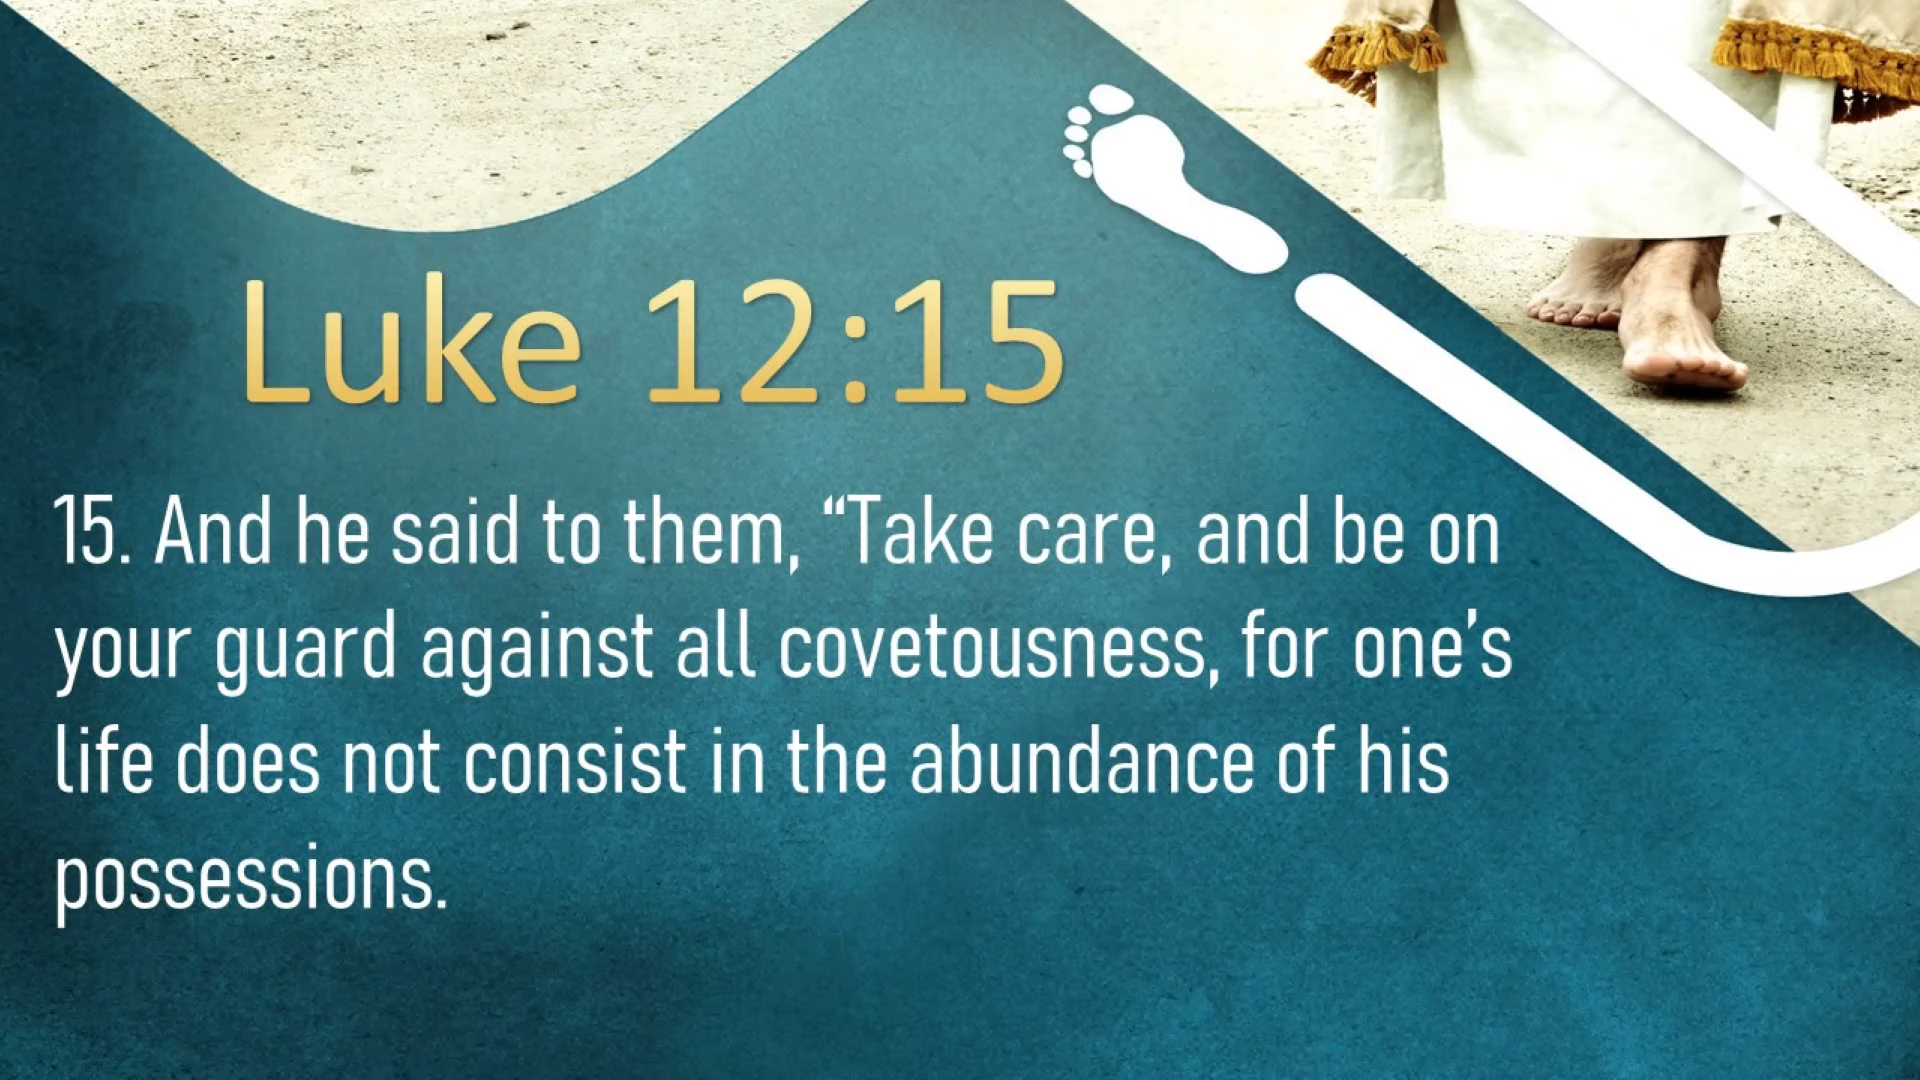 Luke 12:15
15. And he said to them, “Take care, and be on
your guard against all covetousness, for one’s
life does not consist in the abundance of his
possessions.